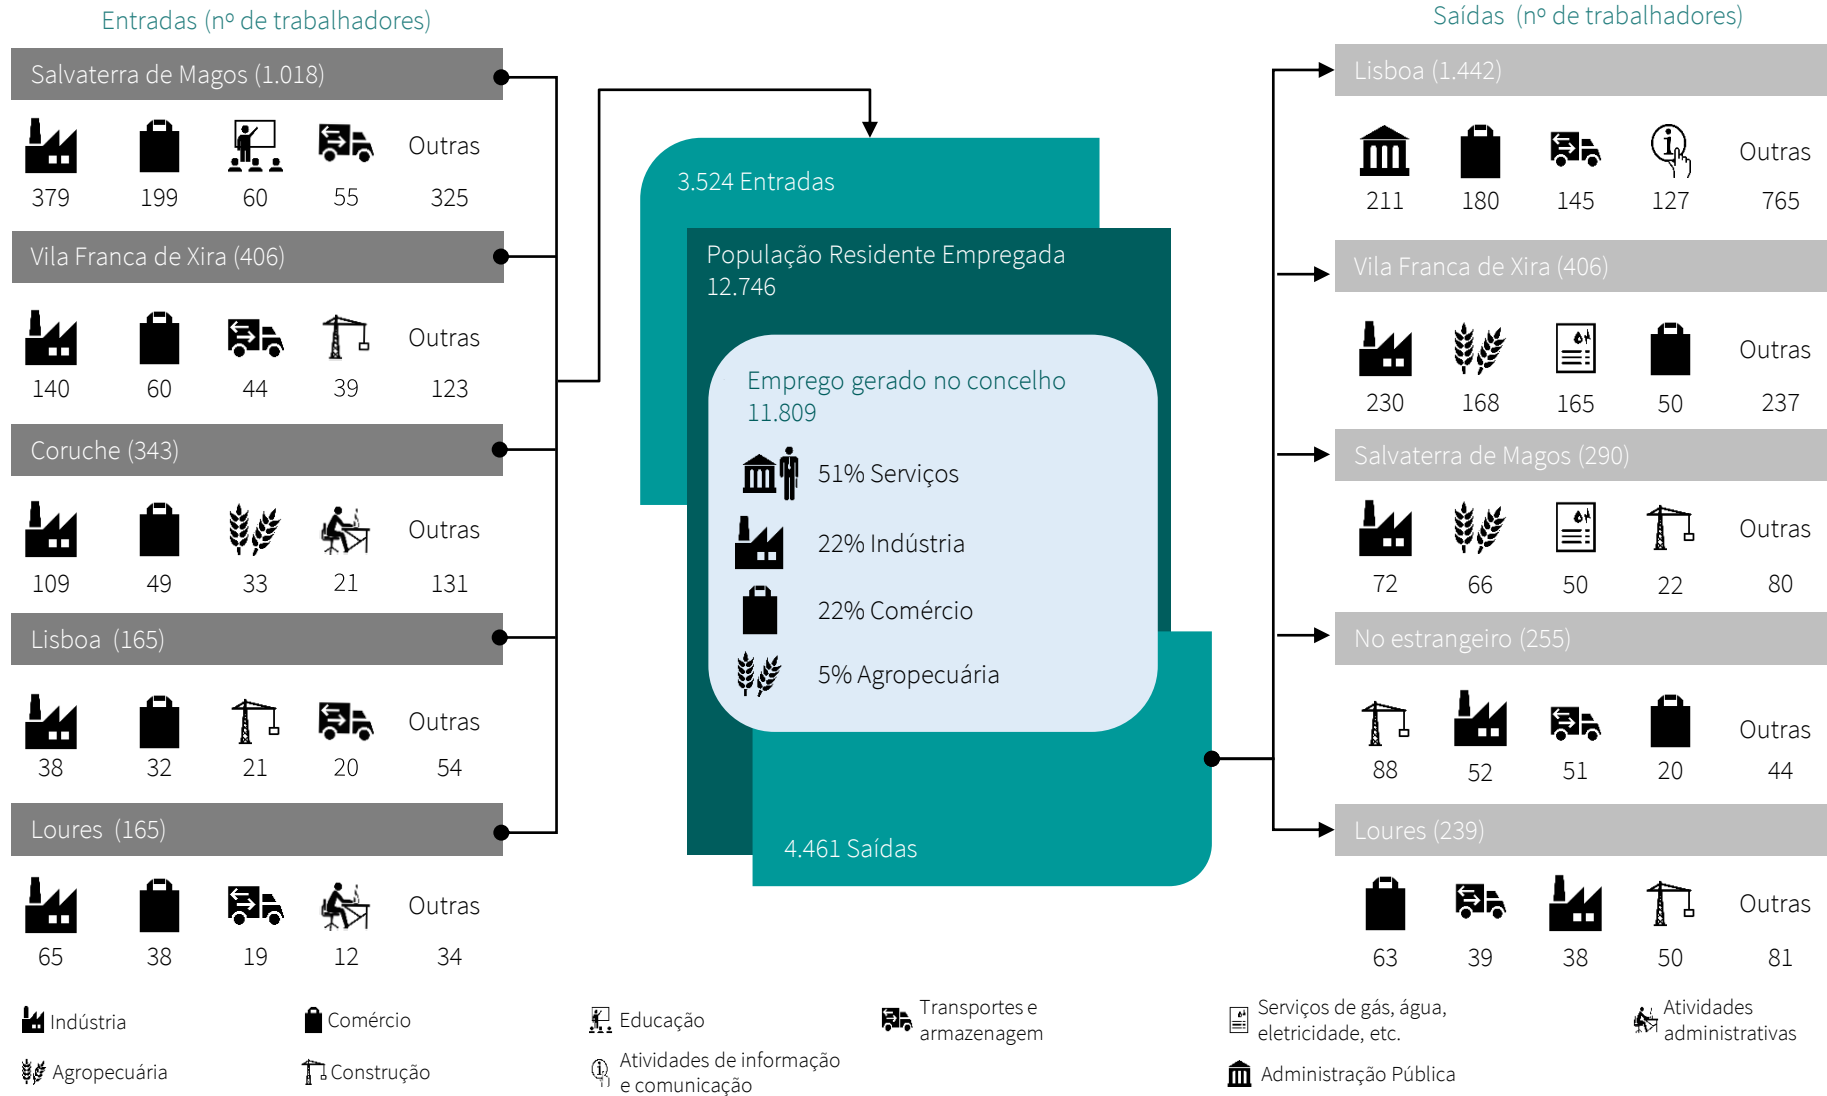 Entradas (nº de trabalhadores)
Salvaterra de Magos (1.018)
Outras
379 199 60 55 325
Vila Franca de Xira (406)
Outras
140 60 44 39 123
Coruche (343)
Outras
109 49 33 21 131
Lisboa (165)
Outras
38 32 21 20 54
Loures (165)
Outras
65 38 19 12 34
3.524 Entradas
População Residente Empregada
12.746
Emprego gerado no concelho
11.809
51% Serviços
22% Indústria
22% Comércio
5% Agropecuária
4.461 Saídas
Saídas (nº de trabalhadores)
Lisboa (1.442)
Outras
211 180 145 127 765
Vila Franca de Xira (406)
Outras
230 168 165 50 237
Salvaterra de Magos (290)
Outras
72 66 50 22 80
No estrangeiro (255)
Outras
88 52 51 20 44
Loures (239)
Outras
63 39 38 50 81
Indústria
Comércio
Educação
Transportes e
armazenagem
Serviços de gás, água,
eletricidade, etc.
Atividades
administrativas
Agropecuária
Construção
Atividades de informação
e comunicação
Administração Pública